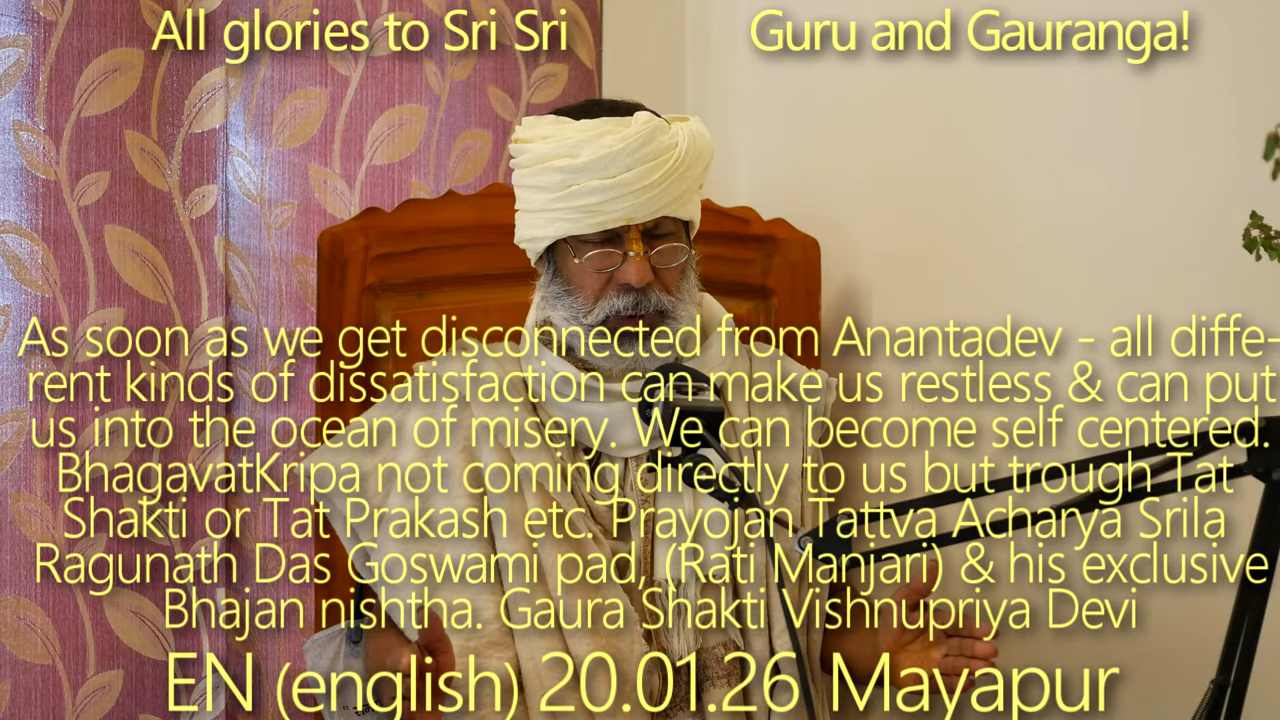 All glories to Sri Sri Guru and Gauranga!
As soon as we get disconnected from Anantadev - all diffe-
rent kinds of dissatisfaction can make us restless & can put
us into the ocean of misery. We can become self centered.
BhagavatKripa not coming directly to us but trough Tat
Shakti or Tat Prakash etc. Prayojan Tattva Acharya Srila
Ragunath Das Goswami pad, (Rati Manjari) & his exclusive
Bhajan nishtha. Gaura Shakti Vishnupriya Devi
EN (english) 20.01.26 Mayapur